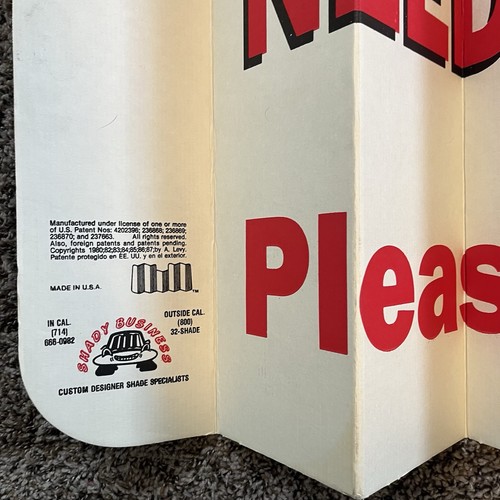 NEED
Please
Manufactured under license of one or more
of U.S. Patent Nos: 4202396; 236868; 236869;
236870; and 237663. All rights reserved.
Also, foreign patents and patents pending.
Copyrights 1980;82;83;84;85;86;87;by A. Levy.
Patente protegido en EE. UU. y en el exterior.
MADE IN U.S.A.
TM
IN CAL.
(714)
666-0982
SHADY BUSINESS
OUTSIDE CAL.
(800)
32-SHADE
CUSTOM DESIGNER SHADE SPECIALISTS